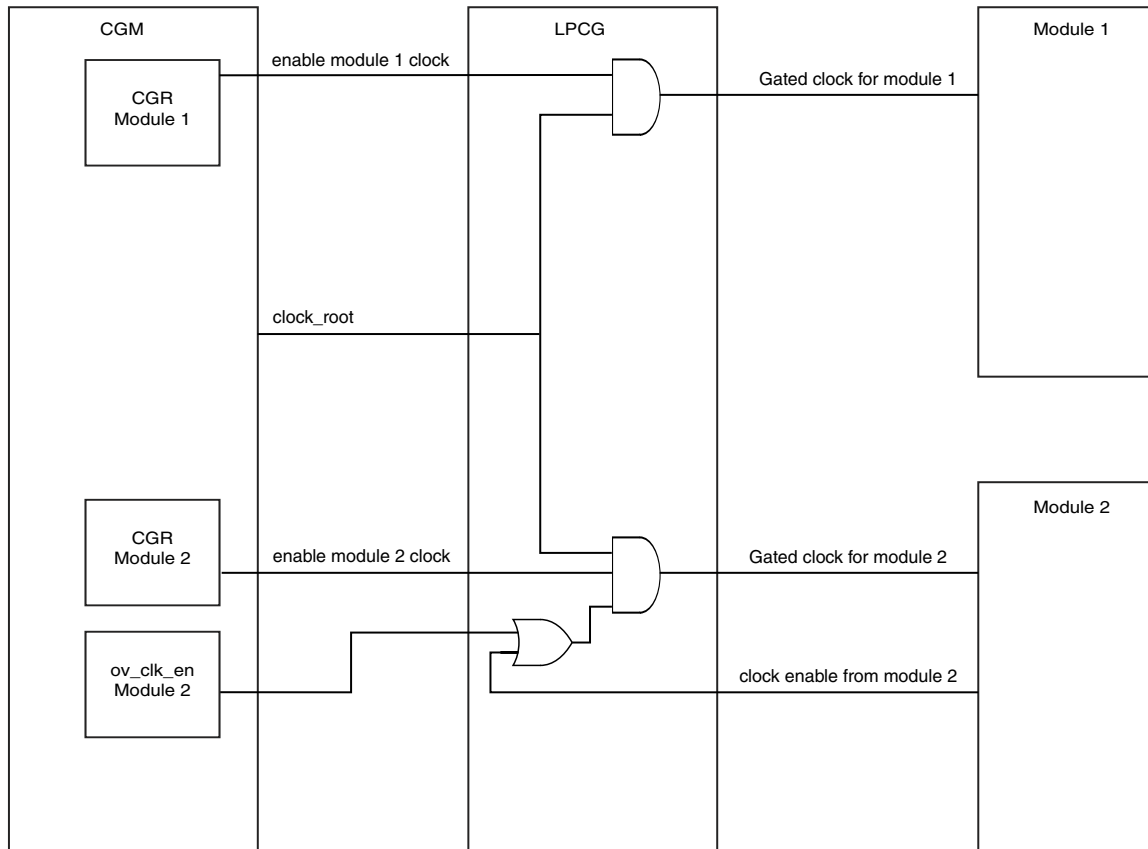 CGM
LPCG
Module 1
enable module 1 clock
Gated clock for module 1
CGR
Module 1
clock_root
Module 2
CGR
Module 2
enable module 2 clock
Gated clock for module 2
ov_clk_en
Module 2
clock enable from module 2